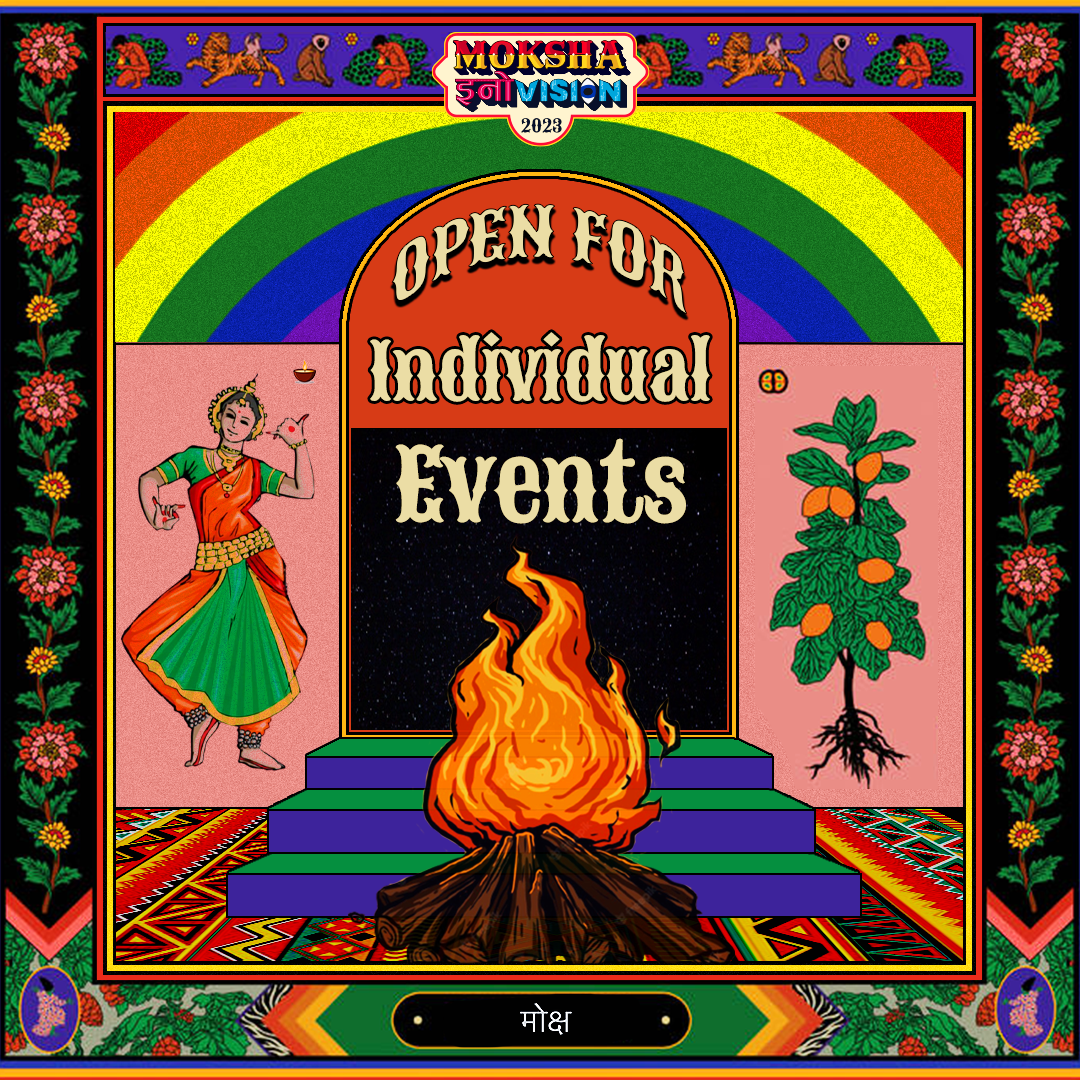 MOKSHA
इनोVISION
2023
OPEN FOR
Individual
Events
मोक्ष